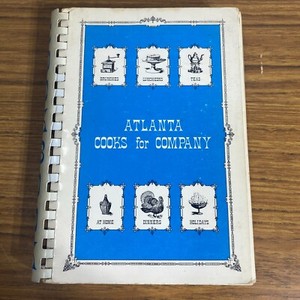 BRUNCHES LUNCHEONS TEAS
ATLANTA
COOKS for COMPANY
AT HOME DINNERS HOLIDAYS